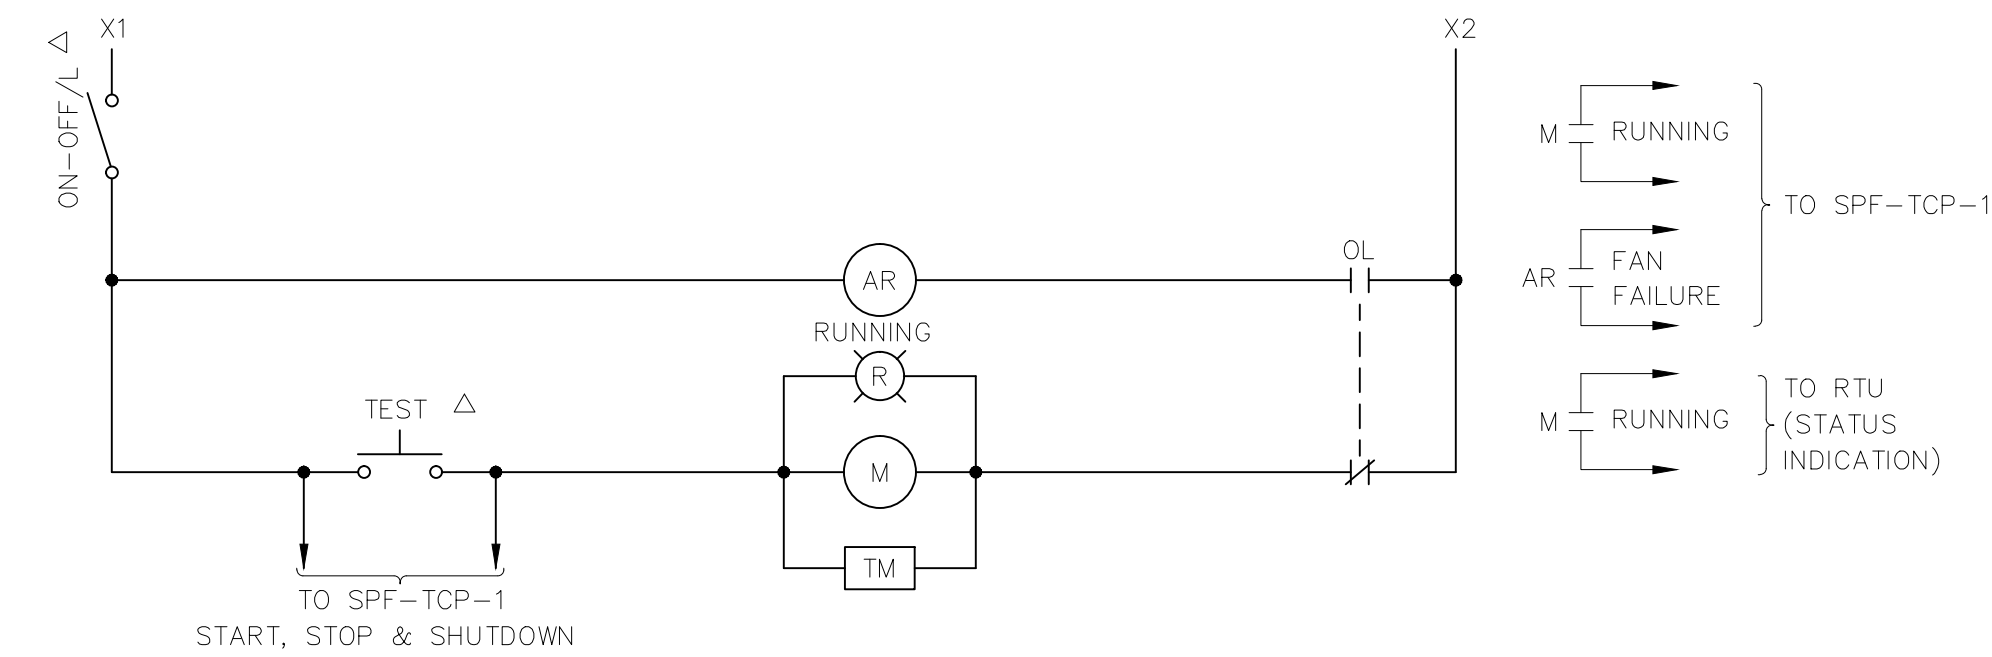 X1
X2
ON-OFF/L
M
RUNNING
TO SPF-TCP-1
OL
AR
FAN
FAILURE
AR
RUNNING
R
TO RTU
(STATUS
INDICATION)
M
RUNNING
TEST
M
TM
TO SPF-TCP-1
START, STOP & SHUTDOWN